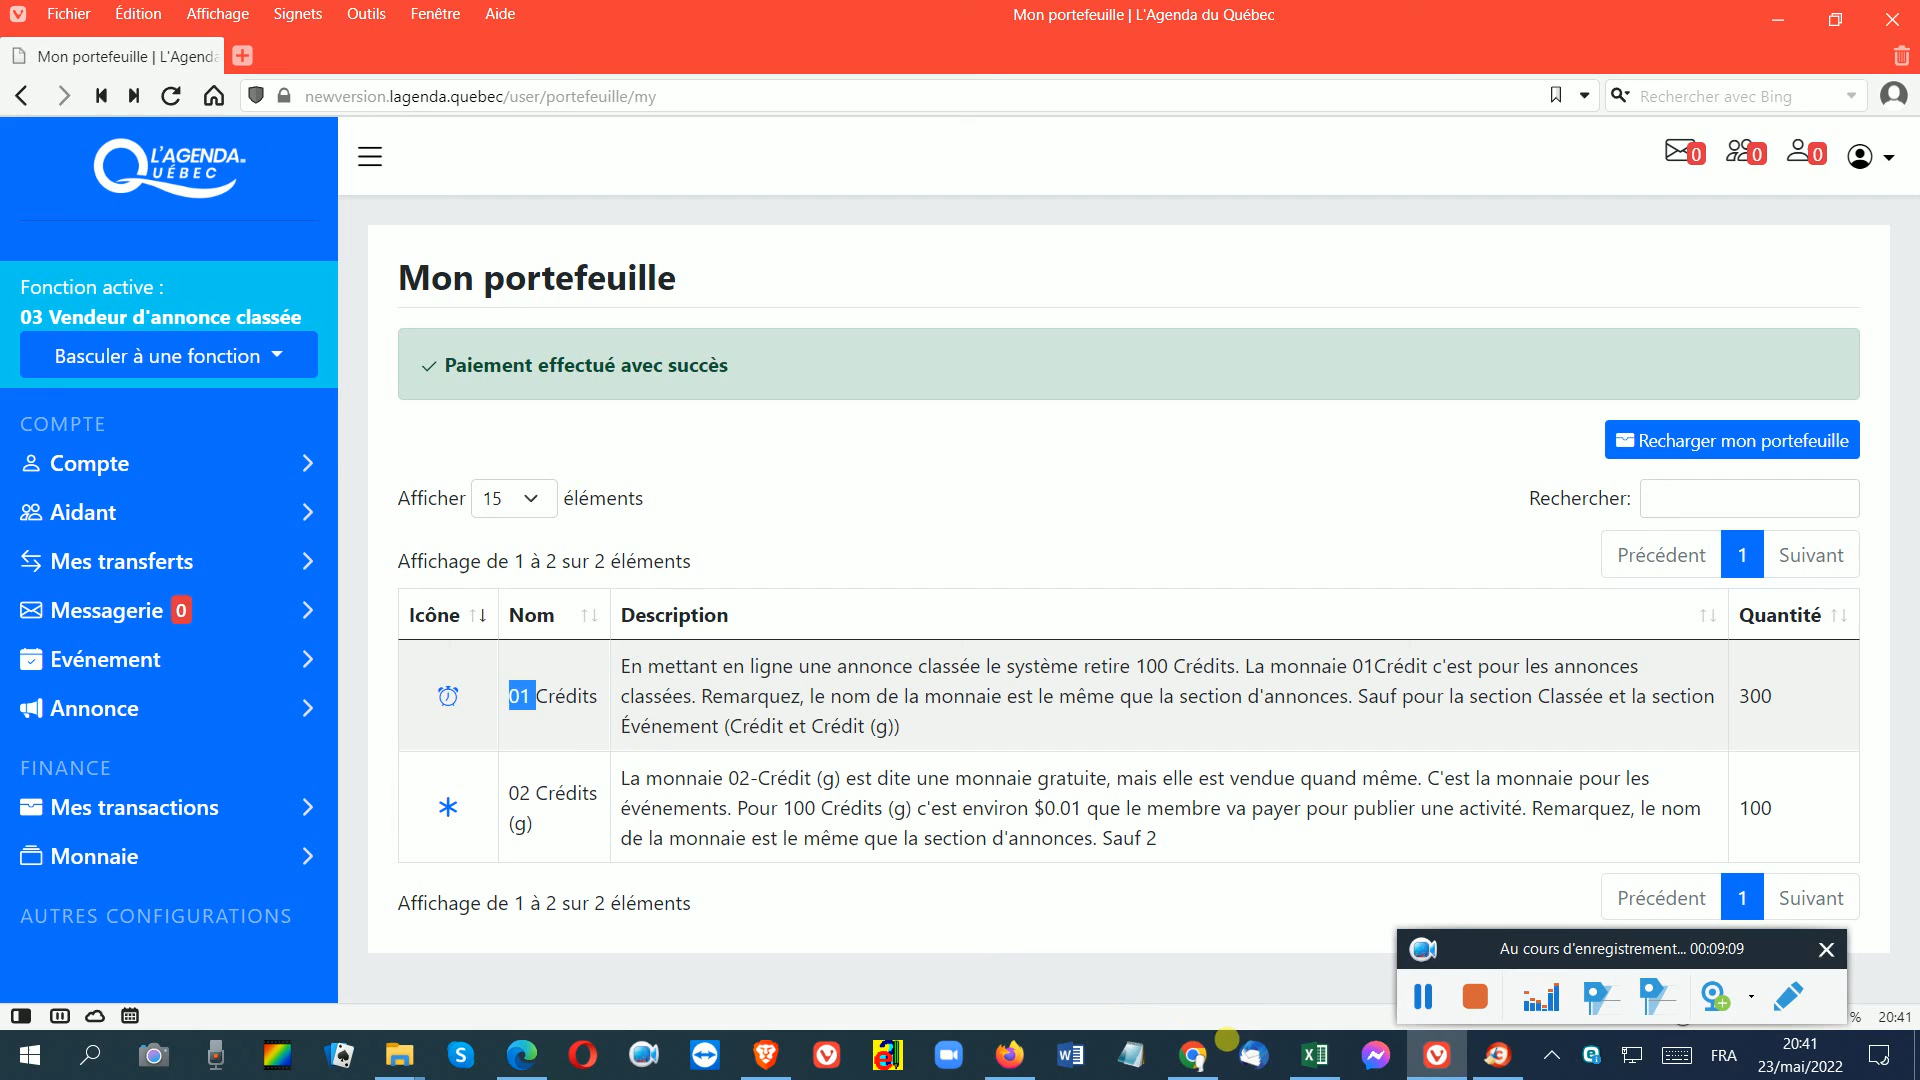 Fichier Édition Affichage Signets Outils Fenêtre Aide
Mon portefeuille | L'Agenda du Québec
Mon portefeuille | L'Agenda
newversion.lagenda.quebec/user/portefeuille/my
Rechercher avec Bing
L'AGENDA
QUÉBEC
0
0
0
Fonction active :
03 Vendeur d'annonce classée
Basculer à une fonction
COMPTE
Compte
Aidant
Mes transferts
Messagerie 0
Evénement
Annonce
FINANCE
Mes transactions
Monnaie
AUTRES CONFIGURATIONS
Mon portefeuille
Paiement effectué avec succès
Recharger mon portefeuille
Afficher 15 éléments
Rechercher:
Affichage de 1 à 2 sur 2 éléments
Précédent 1 Suivant
Icône Nom Description Quantité
01 Crédits
En mettant en ligne une annonce classée le système retire 100 Crédits. La monnaie 01Crédit c'est pour les annonces
classées. Remarquez, le nom de la monnaie est le même que la section d'annonces. Sauf pour la section Classée et la section
Événement (Crédit et Crédit (g))
300
02 Crédits
(g)
La monnaie 02-Crédit (g) est dite une monnaie gratuite, mais elle est vendue quand même. C'est la monnaie pour les
événements. Pour 100 Crédits (g) c'est environ $0.01 que le membre va payer pour publier une activité. Remarquez, le nom
de la monnaie est le même que la section d'annonces. Sauf 2
100
Affichage de 1 à 2 sur 2 éléments
Précédent 1 Suivant
Au cours d'enregistrement... 00:09:09
% 20:41
FRA
20:41
23/mai/2022